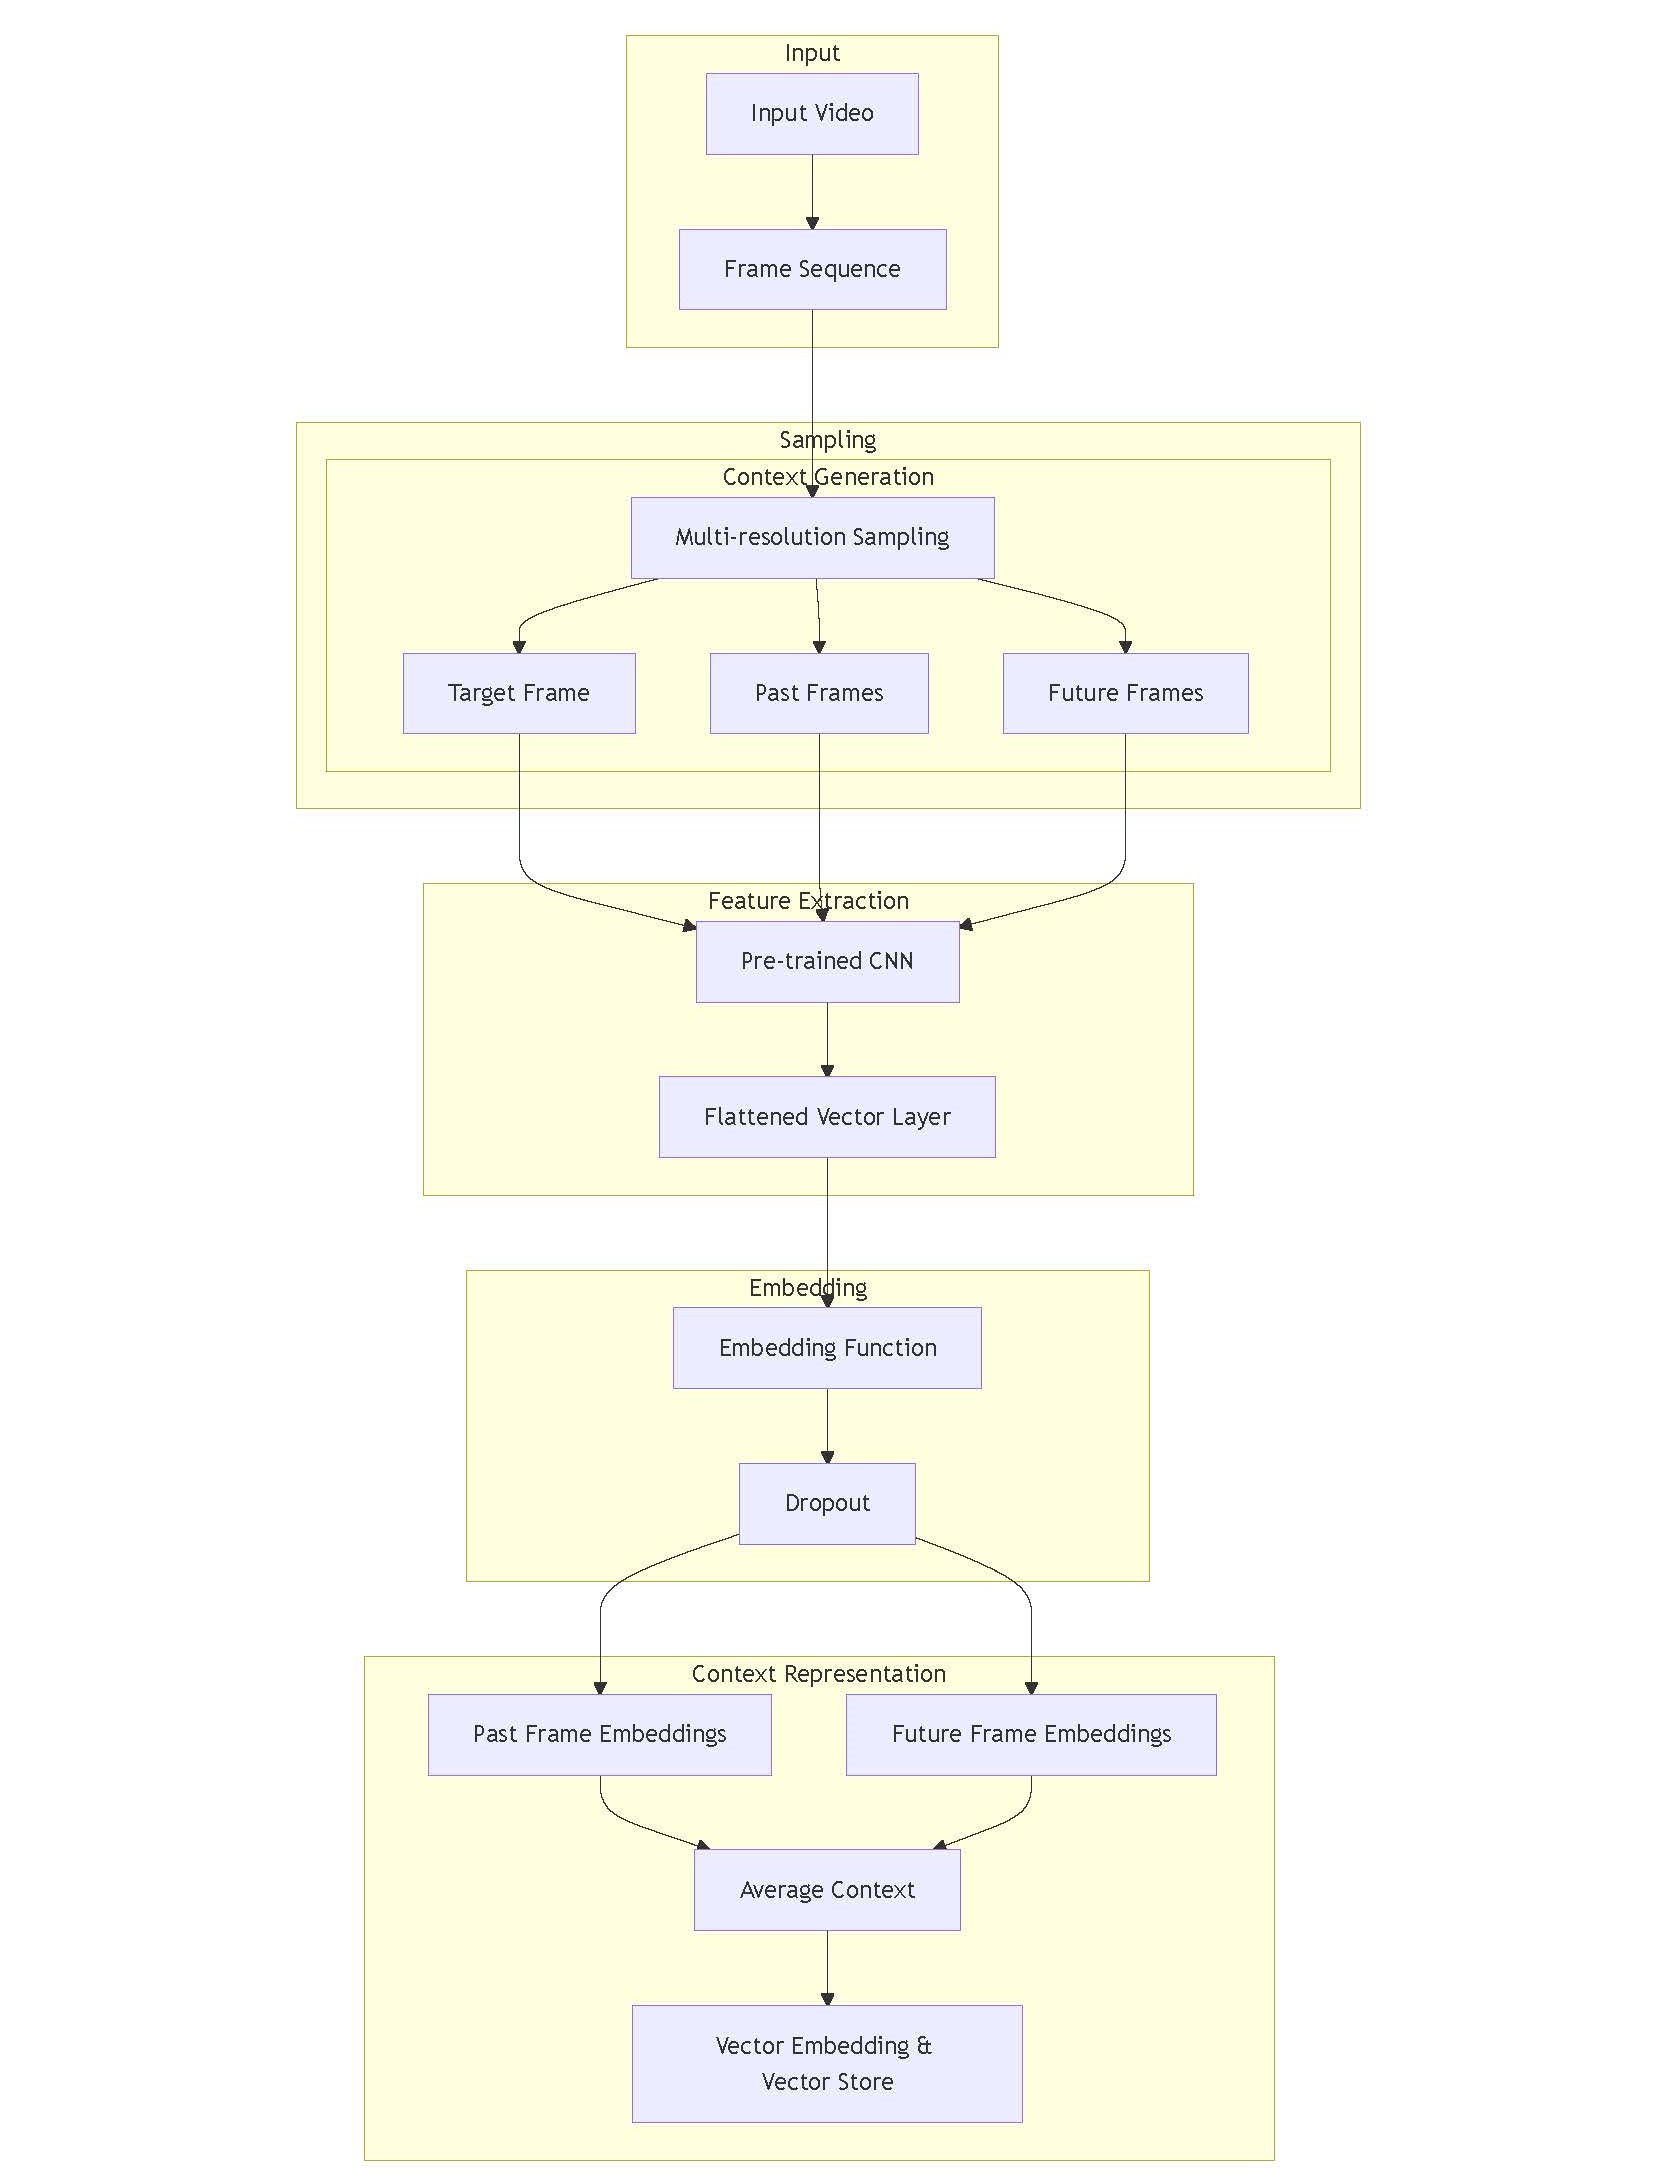 Input
Input Video
Frame Sequence
Sampling
Context Generation
Multi-resolution Sampling
Target Frame
Past Frames
Future Frames
Feature Extraction
Pre-trained CNN
Flattened Vector Layer
Embedding
Embedding Function
Dropout
Context Representation
Past Frame Embeddings
Future Frame Embeddings
Average Context
Vector Embedding &
Vector Store